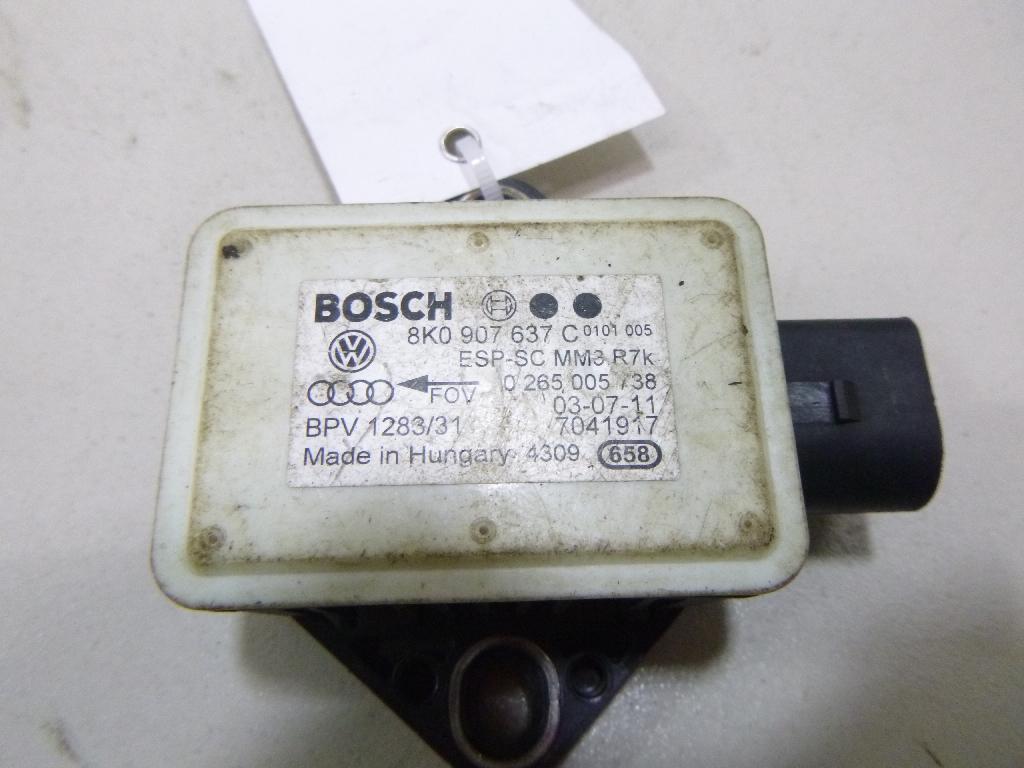 BOSCH
8K0 907 637 C 0101 005
ESP-SC MM3 R7k
FOV 0 265 005 738
03-07-11
BPV 1283/31 7041917
Made in Hungary 4309 658